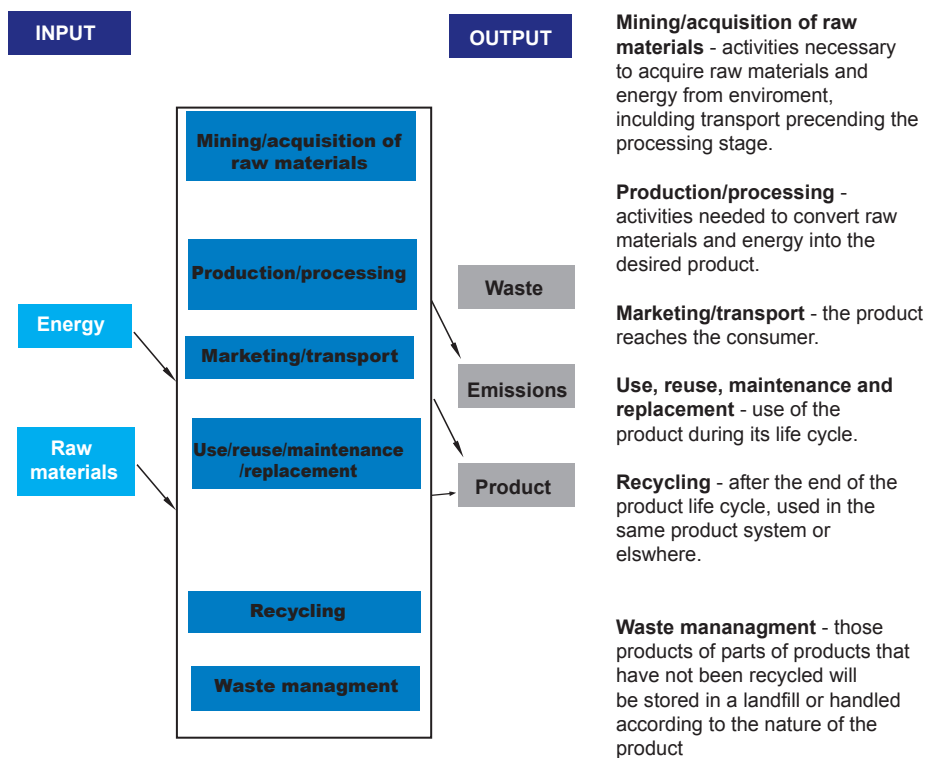 INPUT
OUTPUT
Mining/acquisition of
raw materials
Production/processing
Marketing/transport
Use/reuse/maintenance
/replacement
Recycling
Waste managment
Energy
Raw
materials
Waste
Emissions
Product
Mining/acquisition of raw
materials - activities necessary
to acquire raw materials and
energy from enviroment,
inculding transport precending the
processing stage.
Production/processing -
activities needed to convert raw
materials and energy into the
desired product.
Marketing/transport - the product
reaches the consumer.
Use, reuse, maintenance and
replacement - use of the
product during its life cycle.
Recycling - after the end of the
product life cycle, used in the
same product system or
elswhere.
Waste mananagment - those
products of parts of products that
have not been recycled will
be stored in a landfill or handled
according to the nature of the
product